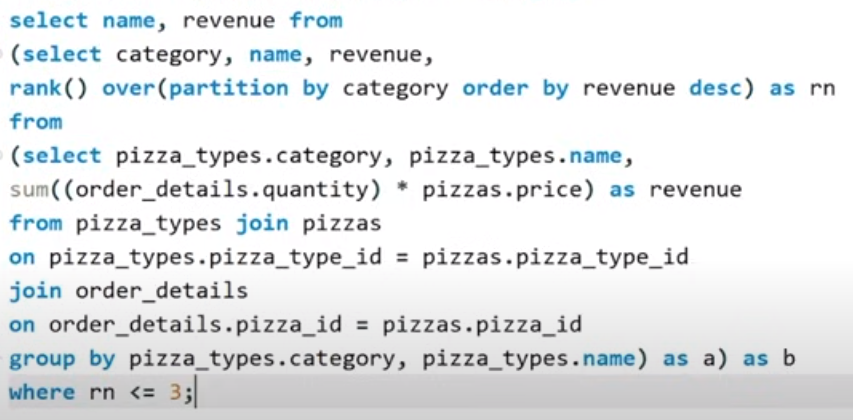 select name, revenue from
(select category, name, revenue,
rank() over(partition by category order by revenue desc) as rn
from
(select pizza_types.category, pizza_types.name,
sum((order_details.quantity) * pizzas.price) as revenue
from pizza_types join pizzas
on pizza_types.pizza_type_id = pizzas.pizza_type_id
join order_details
on order_details.pizza_id = pizzas.pizza_id
group by pizza_types.category, pizza_types.name) as a) as b
where rn <= 3;